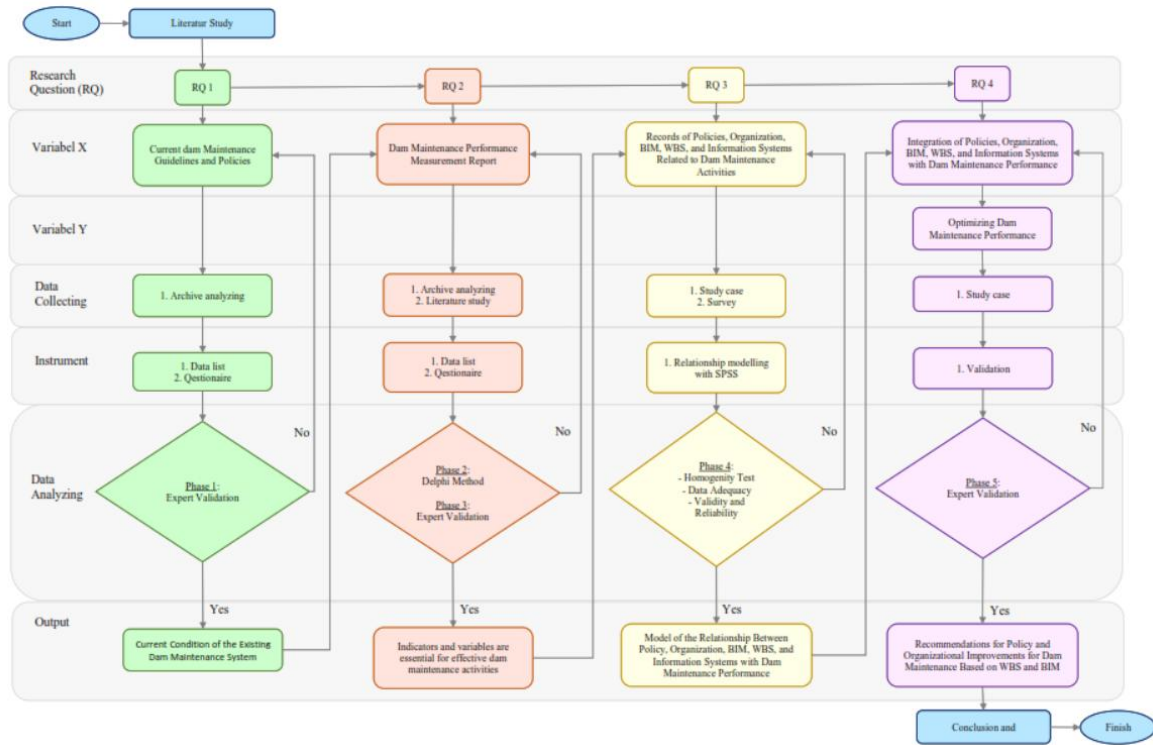 Start
Literatur Study
Research
Question (RQ)
RQ 1
RQ 2
RQ 3
RQ 4
Variabel X
Current dam Maintenance
Guidelines and Policies
Dam Maintenance Performance
Measurement Report
Records of Policies, Organization,
BIM, WBS, and Information Systems
Related to Dam Maintenance
Activities
Integration of Policies, Organization,
BIM, WBS, and Information Systems
with Dam Maintenance Performance
Variabel Y
Optimizing Dam
Maintenance Performance
Data
Collecting
1. Archive analyzing
1. Archive analyzing
2. Literature study
1. Study case
2. Survey
1. Study case
Instrument
1. Data list
2. Qestionaire
1. Data list
2. Qestionaire
1. Relationship modelling
with SPSS
1. Validation
Data
Analyzing
Phase 1:
Expert Validation
No
Phase 2:
Delphi Method
Phase 3:
Expert Validation
No
Phase 4:
- Homogenity Test
- Data Adequacy
- Validity and
Reliability
No
Phase 5:
Expert Validation
No
Yes
Yes
Yes
Yes
Output
Current Condition of the Existing
Dam Maintenance System
Indicators and variables are
essential for effective dam
maintenance activities
Model of the Relationship Between
Policy, Organization, BIM, WBS, and
Information Systems with Dam
Maintenance Performance
Recommendations for Policy and
Organizational Improvements for Dam
Maintenance Based on WBS and BIM
Conclusion and
Finish